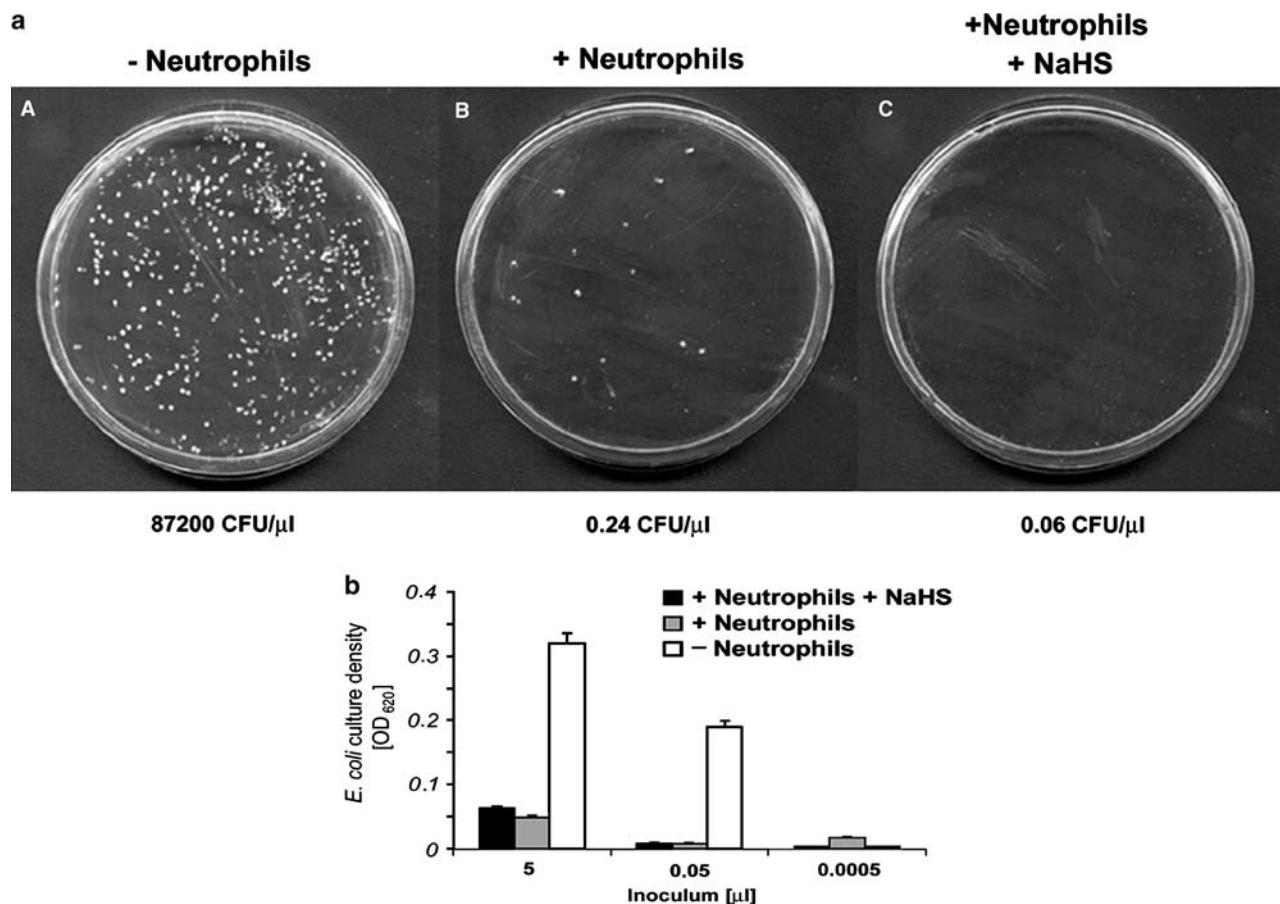 a
- Neutrophils
+ Neutrophils
+Neutrophils
+ NaHS
A
B
C
87200 CFU/µl
0.24 CFU/µl
0.06 CFU/µl
b
E. coli culture density
[OD 620]
0.4
0.3
0.2
0.1
0
+ Neutrophils + NaHS
+ Neutrophils
– Neutrophils
5
0.05
0.0005
Inoculum [µl]